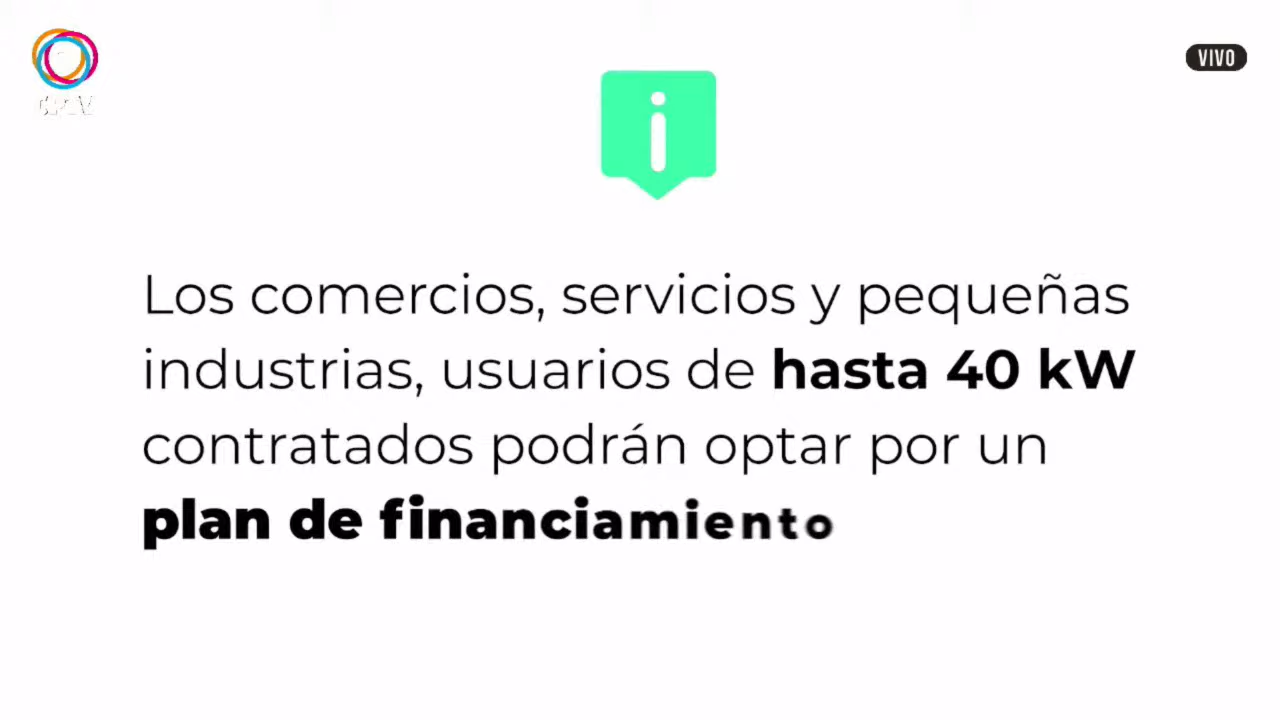 VIVO
i
Los comercios, servicios y pequeñas
industrias, usuarios de hasta 40 kW
contratados podrán optar por un
plan de financiamiento